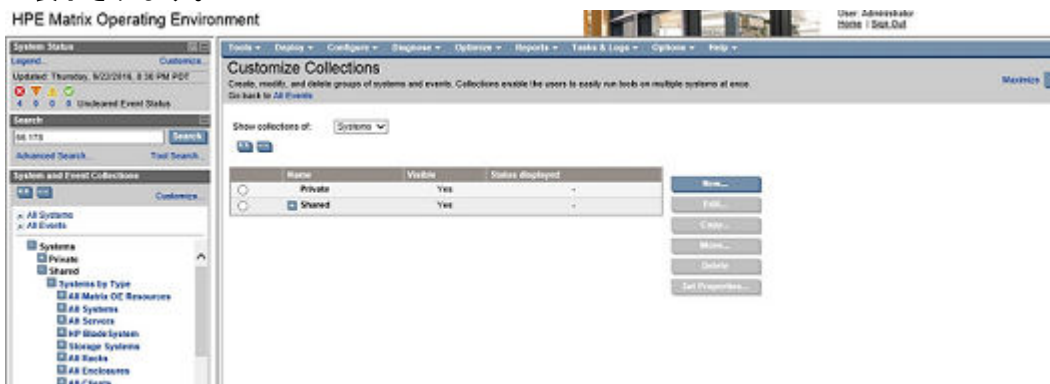 HPE Matrix Operating Environment
User: Administrator
Home | Sign Out
System Status
Legend... Customize...
Updated: Thursday, 9/22/2016, 8:36 PM PDT
4 0 0 0 Uncleared Event Status
Search
Search
Advanced Search... Tool Search...
System and Event Collections
Customize...
All Systems
All Events
Systems
Private
Shared
Systems by Type
All Matrix OE Resources
All Systems
All Servers
HP BladeSystem
Storage Systems
All Racks
All Enclosures
All Clients
Tools Deploy Configure Diagnose Optimize Reports Tasks & Logs Options Help
Customize Collections
Create, modify, and delete groups of systems and events. Collections enable the users to easily run tools on multiple systems at once.
Go back to All Events
Maximize
Show collections of: Systems
Name Visible Status displayed
Private Yes -
Shared Yes -
New...
Edit...
Copy...
Move...
Delete
Set Properties...